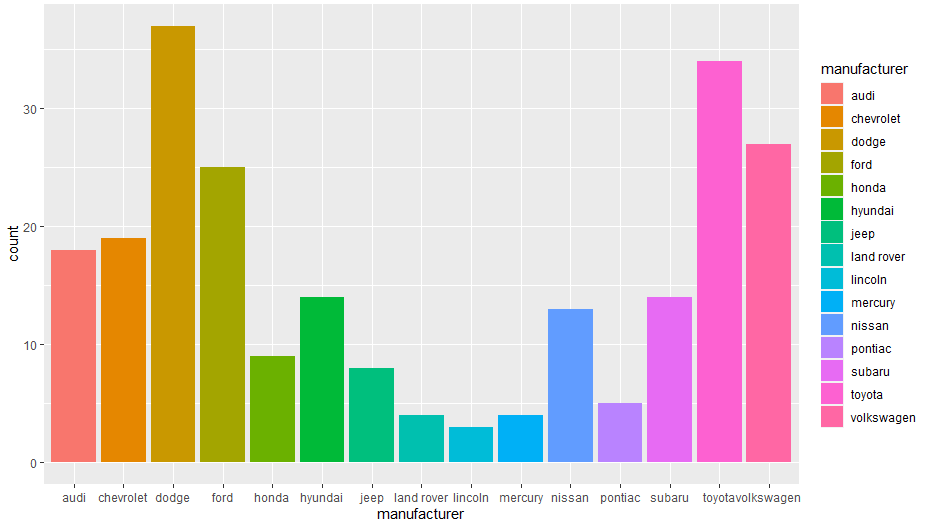 count
30
20
10
0
audi chevrolet dodge ford honda hyundai jeep land rover lincoln mercury nissan pontiac subaru toyota volkswagen
manufacturer
manufacturer
audi
chevrolet
dodge
ford
honda
hyundai
jeep
land rover
lincoln
mercury
nissan
pontiac
subaru
toyota
volkswagen